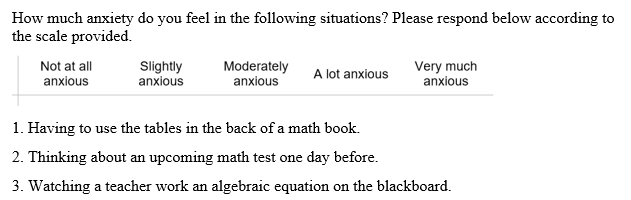 How much anxiety do you feel in the following situations? Please respond below according to
the scale provided.
Not at all anxious
Slightly anxious
Moderately anxious
A lot anxious
Very much anxious
1. Having to use the tables in the back of a math book.
2. Thinking about an upcoming math test one day before.
3. Watching a teacher work an algebraic equation on the blackboard.